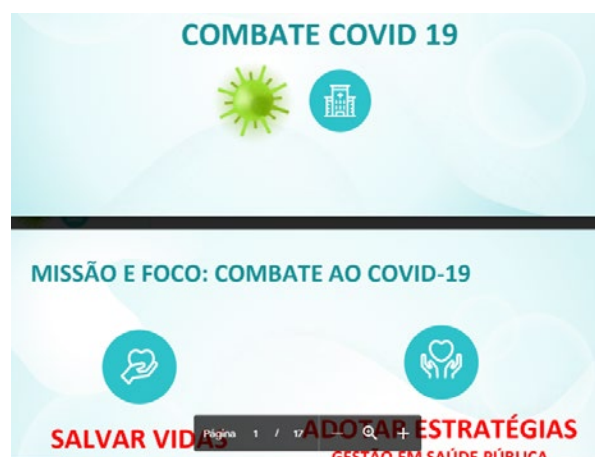 COMBATE COVID 19
MISSÃO E FOCO: COMBATE AO COVID-19
SALVAR VIDAS
ADOTAR ESTRATÉGIAS
GESTÃO EM SAÚDE PÚBLICA
Página 1 / 17